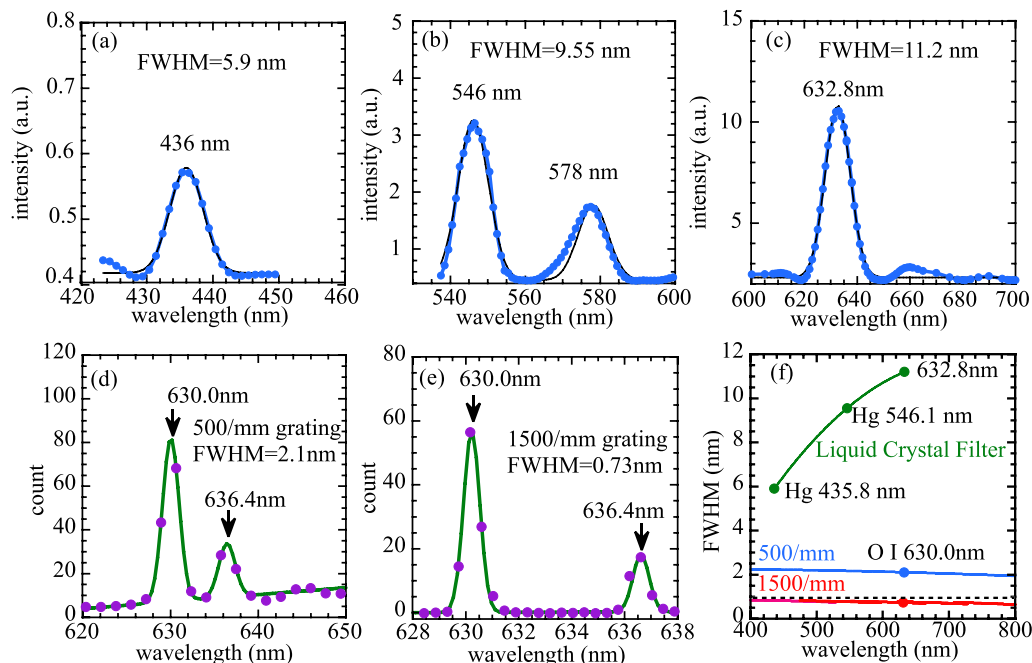 (a)
FWHM=5.9 nm
436 nm
intensity (a.u.)
0.8
0.7
0.6
0.5
0.4
420 430 440 450 460
wavelength (nm)
(b)
FWHM=9.55 nm
546 nm
578 nm
intensity (a.u.)
5
4
3
2
1
540 560 580 600
wavelength (nm)
(c)
FWHM=11.2 nm
632.8nm
intensity (a.u.)
15
10
5
600 620 640 660 680 700
wavelength (nm)
(d)
630.0nm
500/mm grating
FWHM=2.1nm
636.4nm
count
120
100
80
60
40
20
0
620 630 640 650
wavelength (nm)
(e)
630.0nm
1500/mm grating
FWHM=0.73nm
636.4nm
count
80
60
40
20
0
628 630 632 634 636 638
wavelength (nm)
(f)
632.8nm
Hg 546.1 nm
Liquid Crystal Filter
Hg 435.8 nm
500/mm
O I 630.0nm
1500/mm
FWHM (nm)
12
10
8
6
4
2
0
400 500 600 700 800
wavelength (nm)